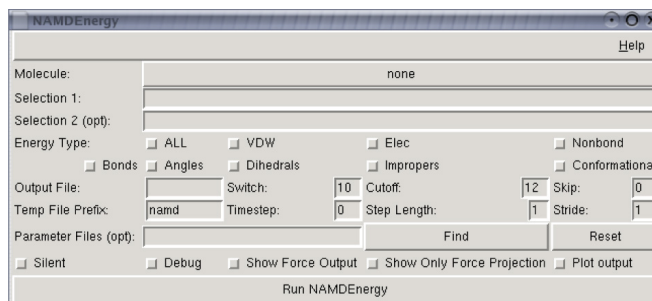 NAMDEnergy
Help
Molecule: none
Selection 1:
Selection 2 (opt):
Energy Type: ALL VDW Elec Nonbond
Bonds Angles Dihedrals Impropers Conformationa
Output File: Switch: 10 Cutoff: 12 Skip: 0
Temp File Prefix: namd Timestep: 0 Step Length: 1 Stride: 1
Parameter Files (opt): Find Reset
Silent Debug Show Force Output Show Only Force Projection Plot output
Run NAMDEnergy